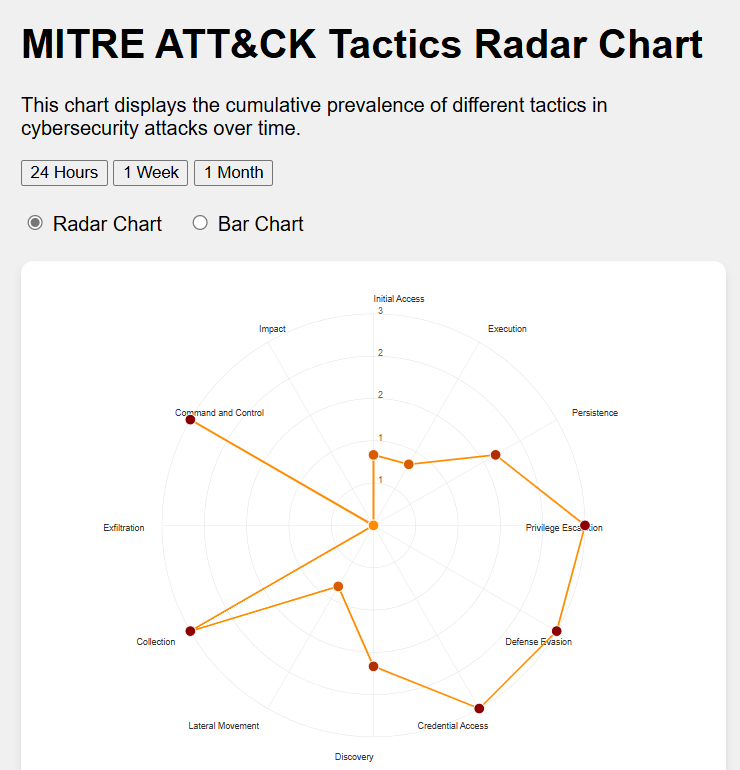 MITRE ATT&CK Tactics Radar Chart
This chart displays the cumulative prevalence of different tactics in
cybersecurity attacks over time.
24 Hours 1 Week 1 Month
Radar Chart Bar Chart
Initial Access
3
Impact
Execution
2
2
Command and Control
Persistence
1
1
Exfiltration
Privilege Escalation
Collection
Defense Evasion
Lateral Movement
Credential Access
Discovery